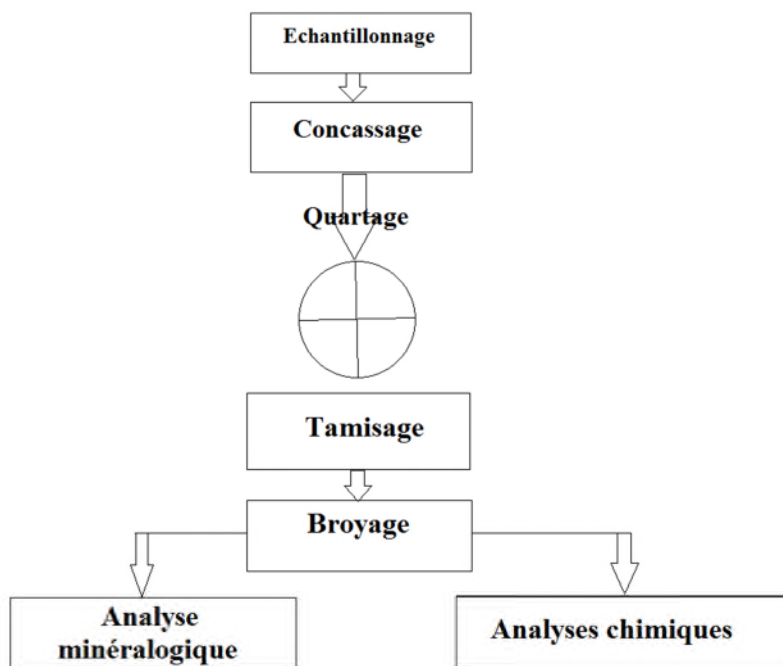 Echantillonnage
Concassage
Quartage
Tamisage
Broyage
Analyse
minéralogique
Analyses chimiques